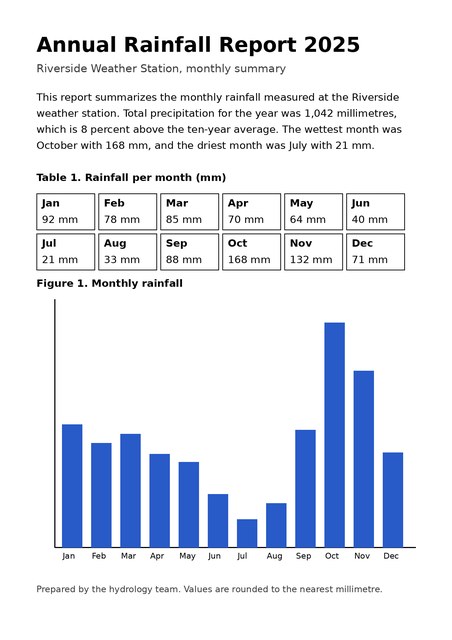 Annual Rainfall Report 2025
Riverside Weather Station, monthly summary
This report summarizes the monthly rainfall measured at the Riverside
weather station. Total precipitation for the year was 1,042 millimetres,
which is 8 percent above the ten-year average. The wettest month was
October with 168 mm, and the driest month was July with 21 mm.
Table 1. Rainfall per month (mm)
Jan Feb Mar Apr May Jun
92 mm 78 mm 85 mm 70 mm 64 mm 40 mm
Jul Aug Sep Oct Nov Dec
21 mm 33 mm 88 mm 168 mm 132 mm 71 mm
Figure 1. Monthly rainfall
Jan Feb Mar Apr May Jun Jul Aug Sep Oct Nov Dec
Prepared by the hydrology team. Values are rounded to the nearest millimetre.